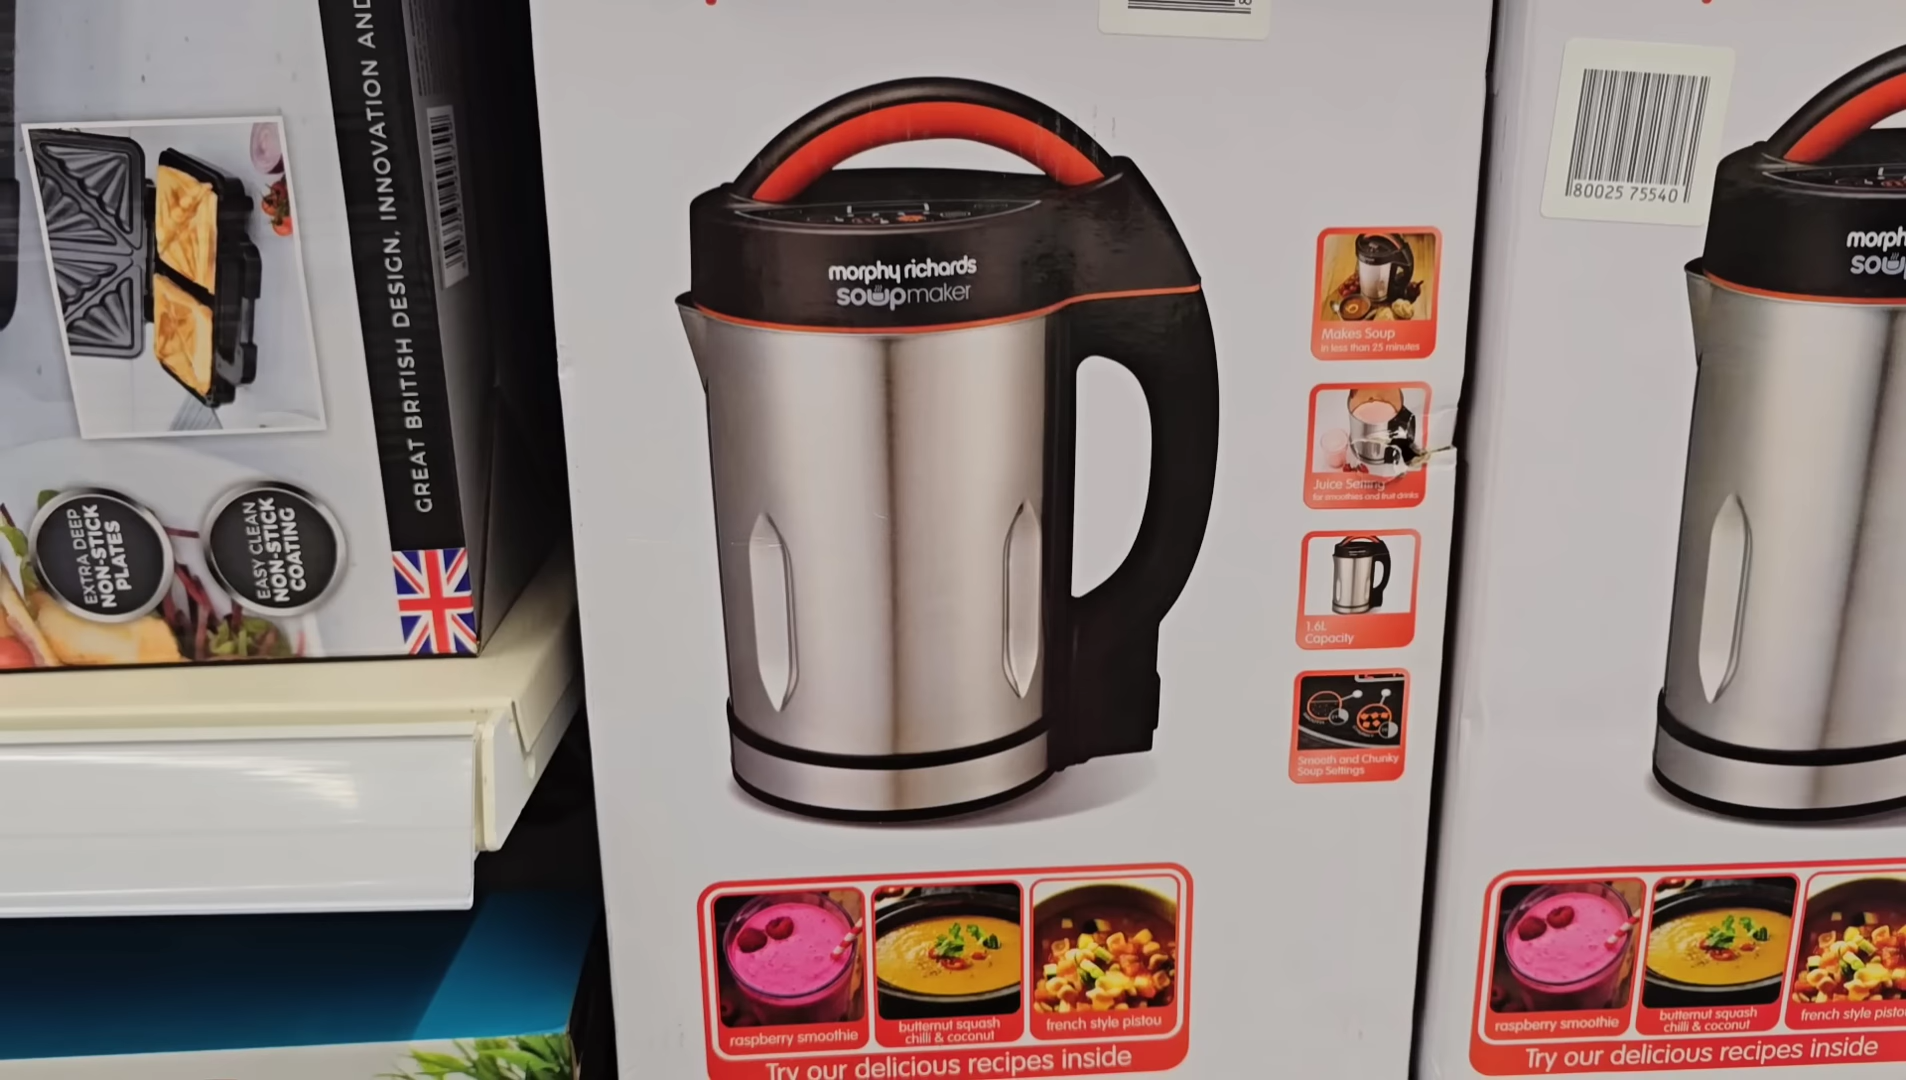 GREAT BRITISH DESIGN, INNOVATION AND
EXTRA DEEP
NON-STICK
PLATES
EASY CLEAN
NON-STICK
COATING
morphy richards
soupmaker
Makes Soup
in less than 25 minutes
Juice Setting
for smoothies and fruit drinks
1.6L
Capacity
Smooth and Chunky
Soup Settings
raspberry smoothie
butternut squash
chilli & coconut
french style pistou
Try our delicious recipes inside
80025 75540
morph
soup
raspberry smoothie
butternut squash
chilli & coconut
french style pistou
Try our delicious recipes inside